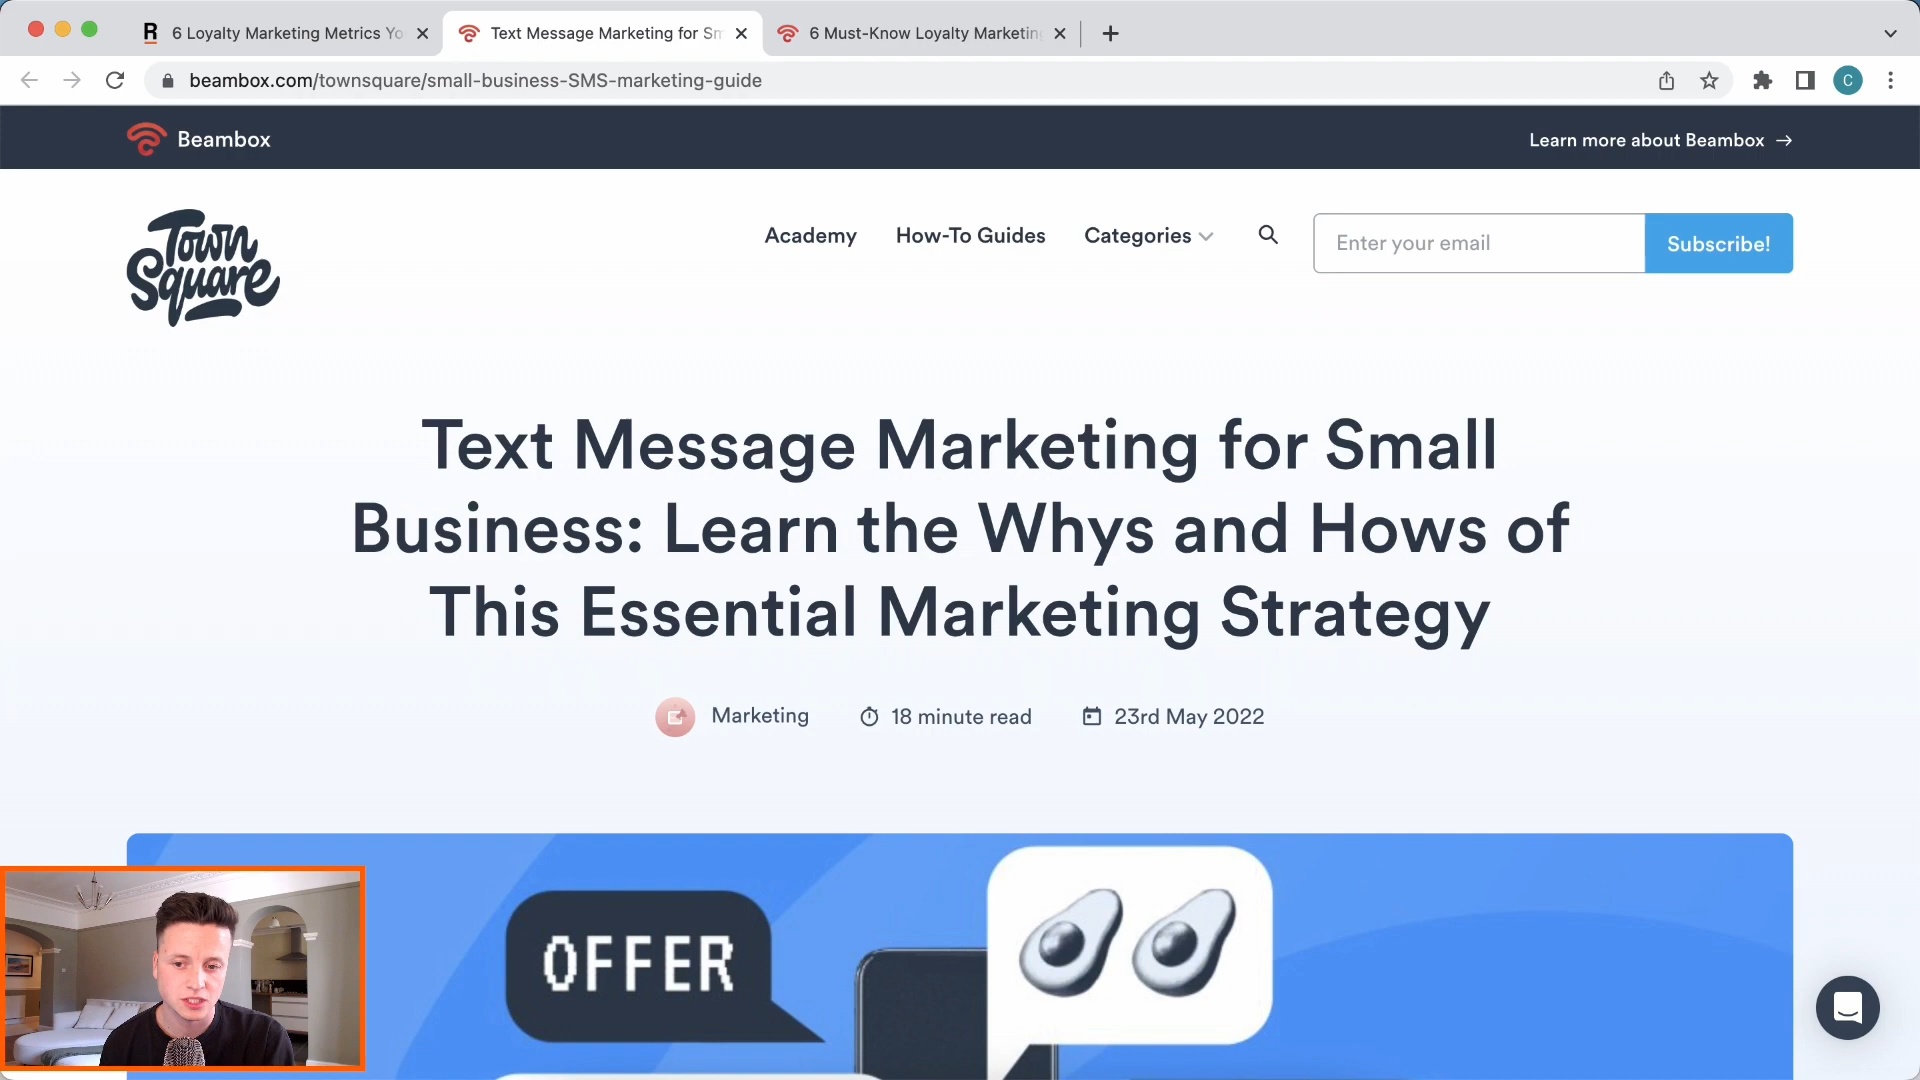 6 Loyalty Marketing Metrics Yo
Text Message Marketing for Sm
6 Must-Know Loyalty Marketing
beambox.com/townsquare/small-business-SMS-marketing-guide
C
Beambox
Learn more about Beambox →
Town
Square
Academy
How-To Guides
Categories
Enter your email
Subscribe!
Text Message Marketing for Small
Business: Learn the Whys and Hows of
This Essential Marketing Strategy
Marketing
18 minute read
23rd May 2022
OFFER